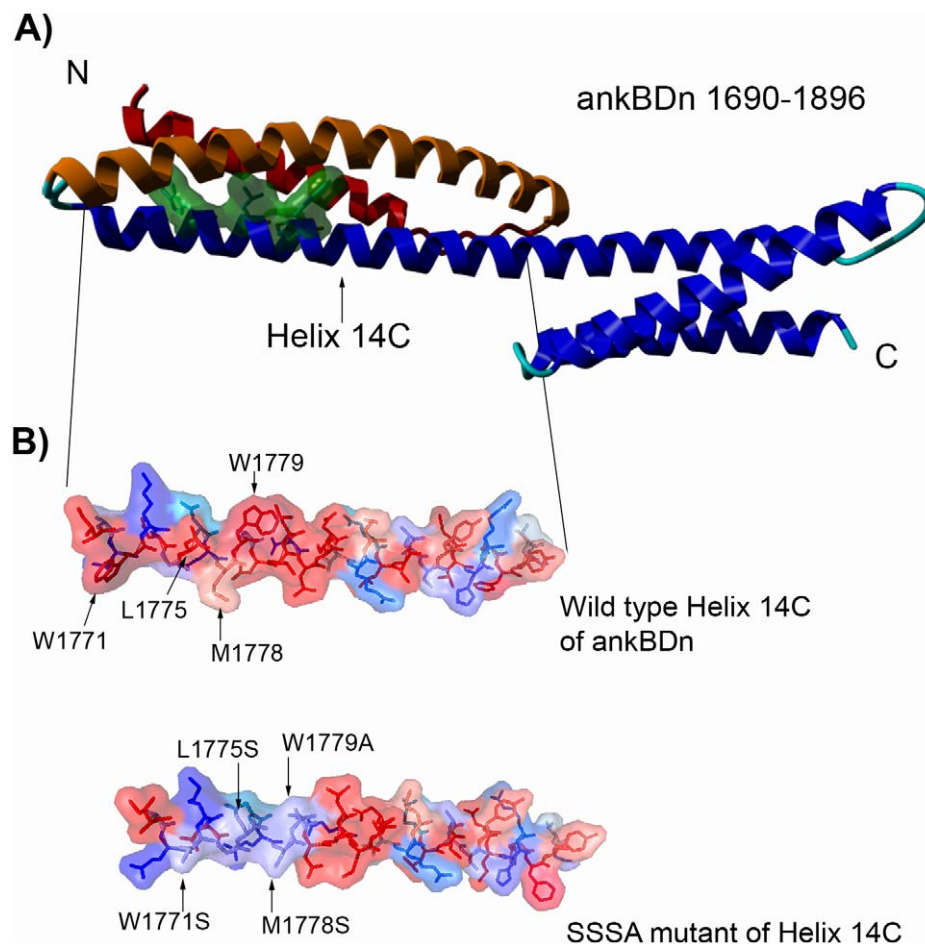 A)
N
ankBDn 1690-1896
Helix 14C
C
B)
W1779
L1775
W1771
M1778
Wild type Helix 14C
of ankBDn
L1775S
W1779A
W1771S
M1778S
SSSA mutant of Helix 14C